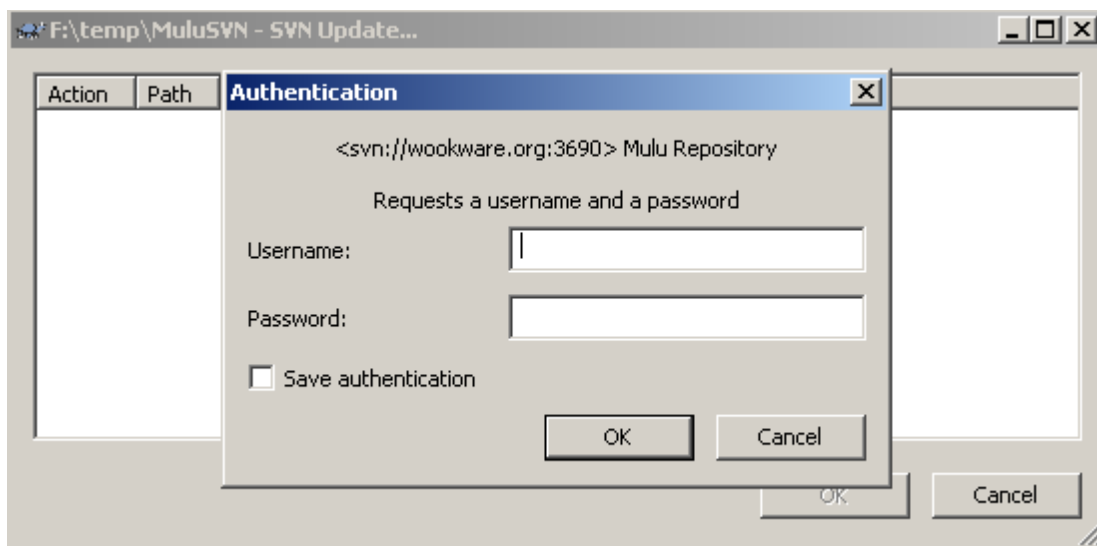 F:\temp\MuluSVN - SVN Update...
Action Path
Authentication
<svn://wookware.org:3690> Mulu Repository
Requests a username and a password
Username:
Password:
Save authentication
OK Cancel
OK Cancel